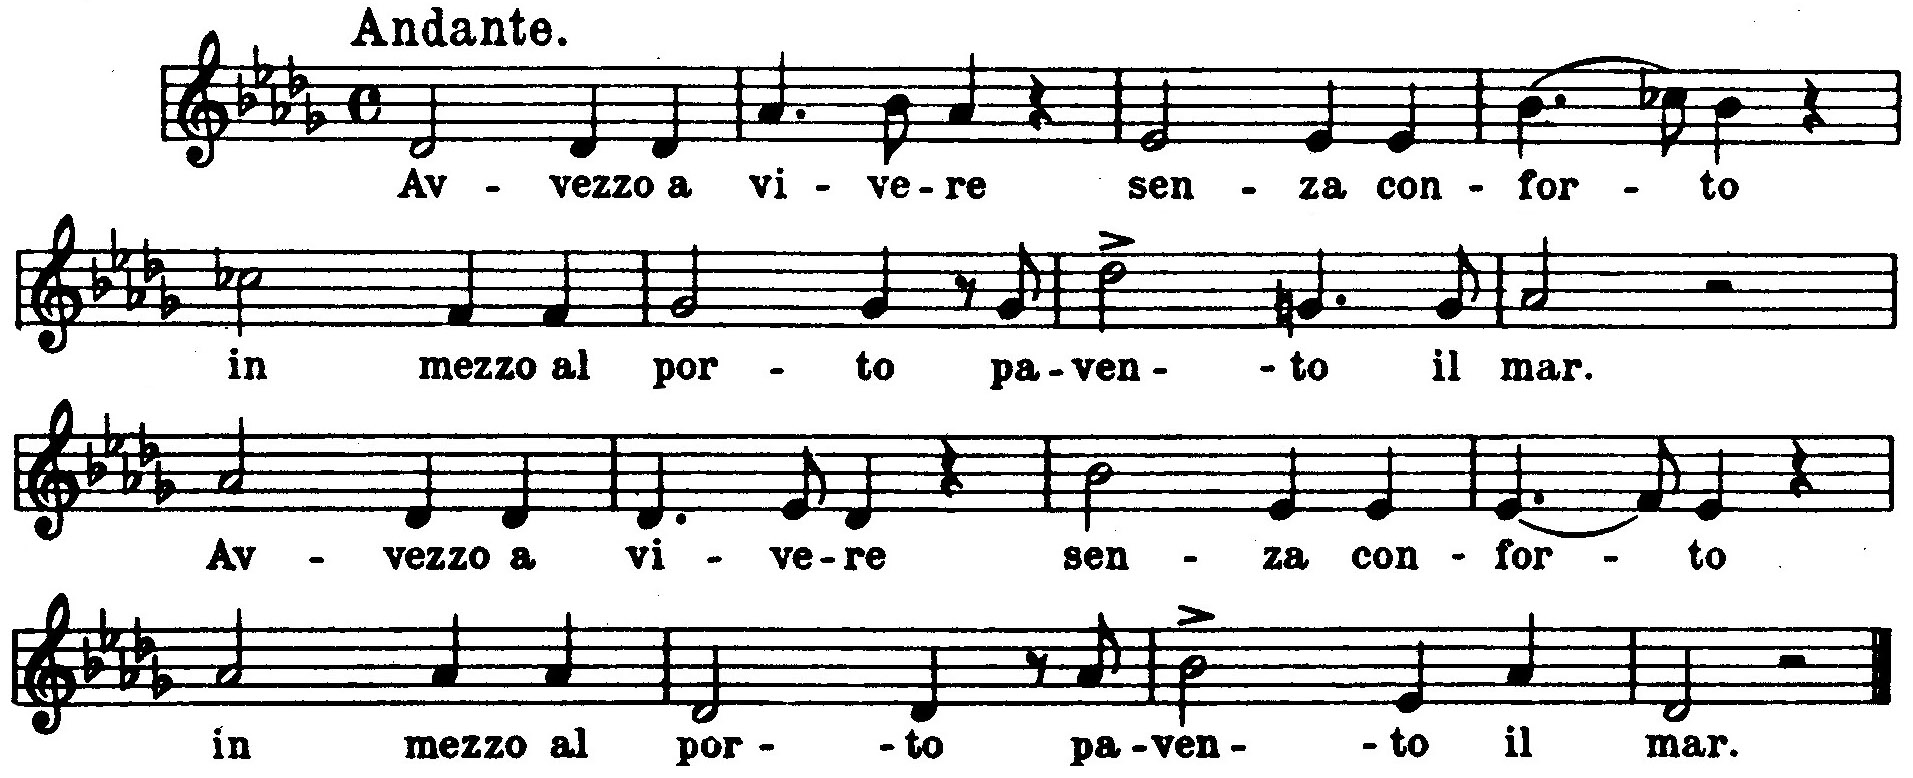 Andante.
Av - vezzo a vi - ve - re sen - za con - for - to
in mezzo al por - to pa - ven - - to il mar.
Av - vezzo a vi - ve - re sen - za con - for - to
in mezzo al por - - to pa - ven - - to il mar.